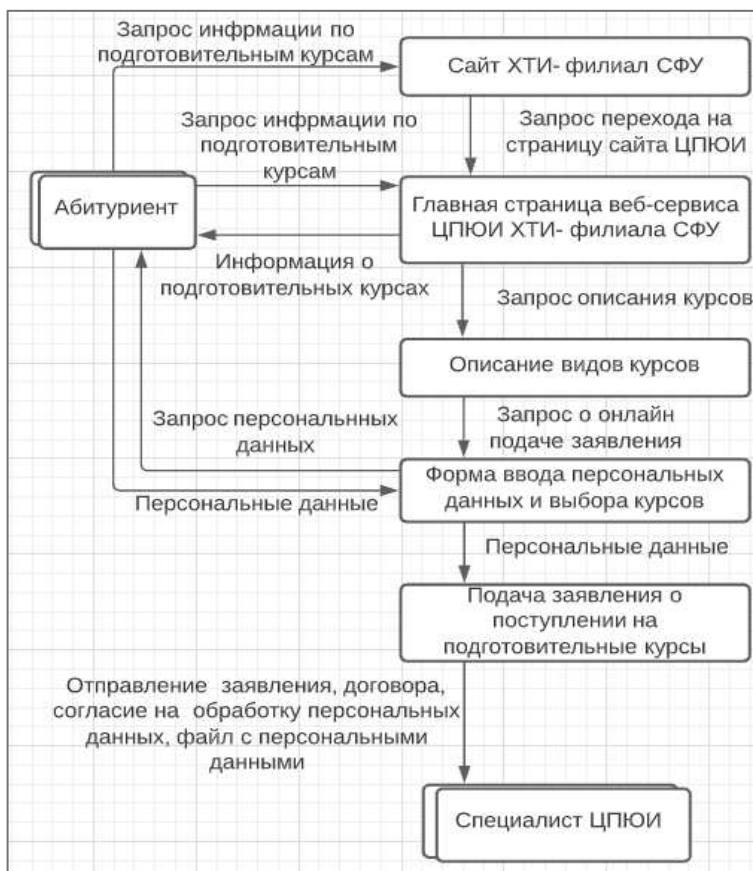 Запрос инфрмации по
подготовительным курсам
Сайт ХТИ- филиал СФУ
Запрос инфрмации по
подготовительным
курсам
Запрос перехода на
страницу сайта ЦПЮИ
Абитуриент
Главная страница веб-сервиса
ЦПЮИ ХТИ- филиала СФУ
Информация о
подготовительных курсах
Запрос описания курсов
Описание видов курсов
Запрос персональнных
данных
Запрос о онлайн
подаче заявления
Форма ввода персональных
данных и выбора курсов
Персональные данные
Персональные данные
Подача заявления о
поступлении на
подготовительные курсы
Отправление заявления, договора,
согласие на обработку персональных
данных, файл с персональными
данными
Специалист ЦПЮИ